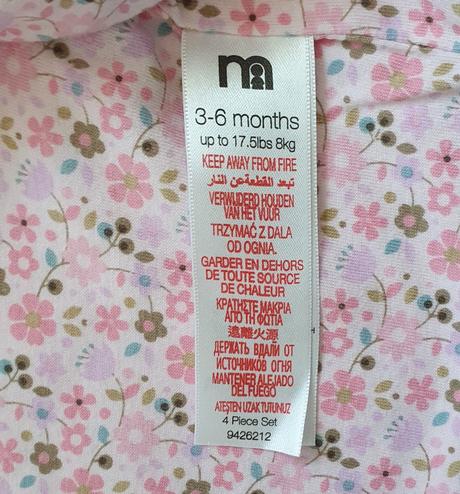 m
3-6 months
up to 17.5lbs 8kg
KEEP AWAY FROM FIRE
تبعد القطعة عن النار
VERWIJDERD HOUDEN
VAN HET VUUR
TRZYMAĆ Z DALA
OD OGNIA.
GARDER EN DEHORS
DE TOUTE SOURCE
DE CHALEUR
ΚΡΑΤΗΣΤΕ ΜΑΚΡΙΑ
ΑΠΟ ΤΗ ΦΩΤΙΑ
遠離火源
ДЕРЖАТЬ ВДАЛИ ОТ
ИСТОЧНИКОВ ОГНЯ
MANTENER ALEJADO
DEL FUEGO
ATEŞTEN UZAK TUTUNUZ
4 Piece Set
9426212